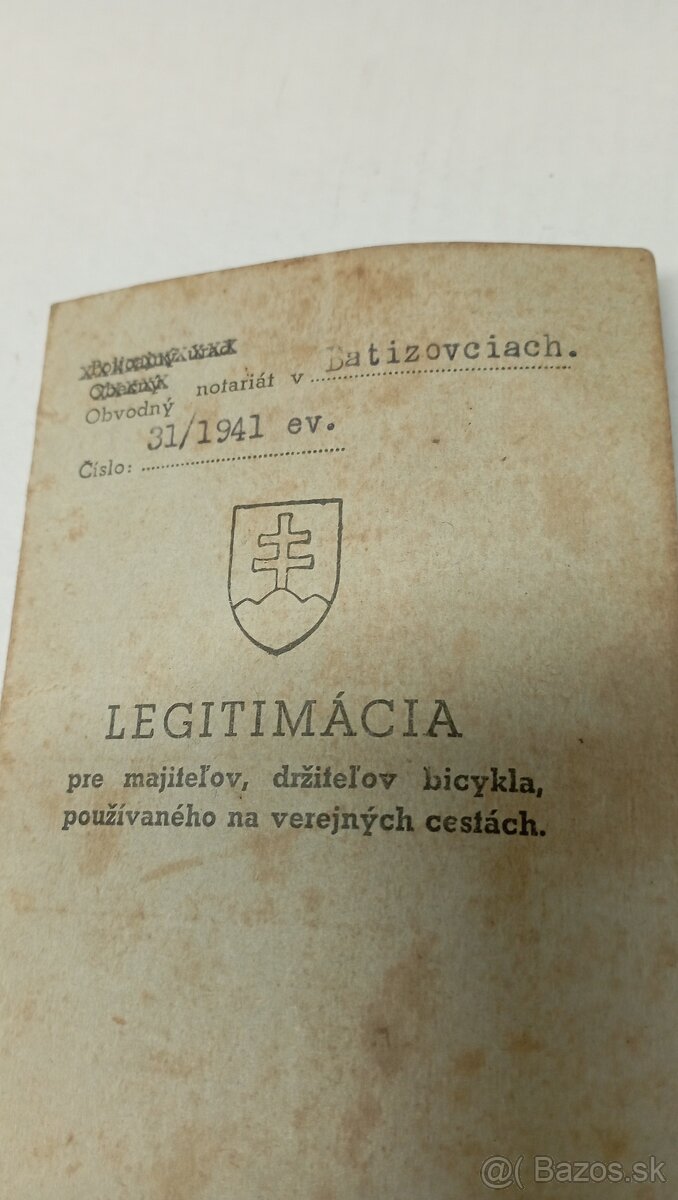 Obvodný notariát v Batizovciach.
Číslo: 31/1941 ev.
LEGITIMÁCIA
pre majiteľov, držiteľov bicykla,
používaného na verejných cestách.
@( Bazos.sk